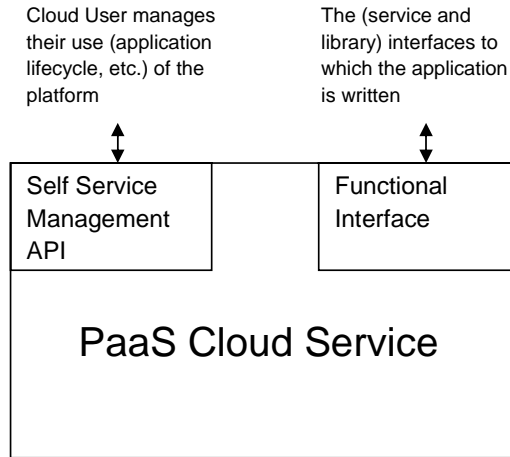 Cloud User manages
their use (application
lifecycle, etc.) of the
platform
The (service and
library) interfaces to
which the application
is written
Self Service
Management
API
Functional
Interface
PaaS Cloud Service